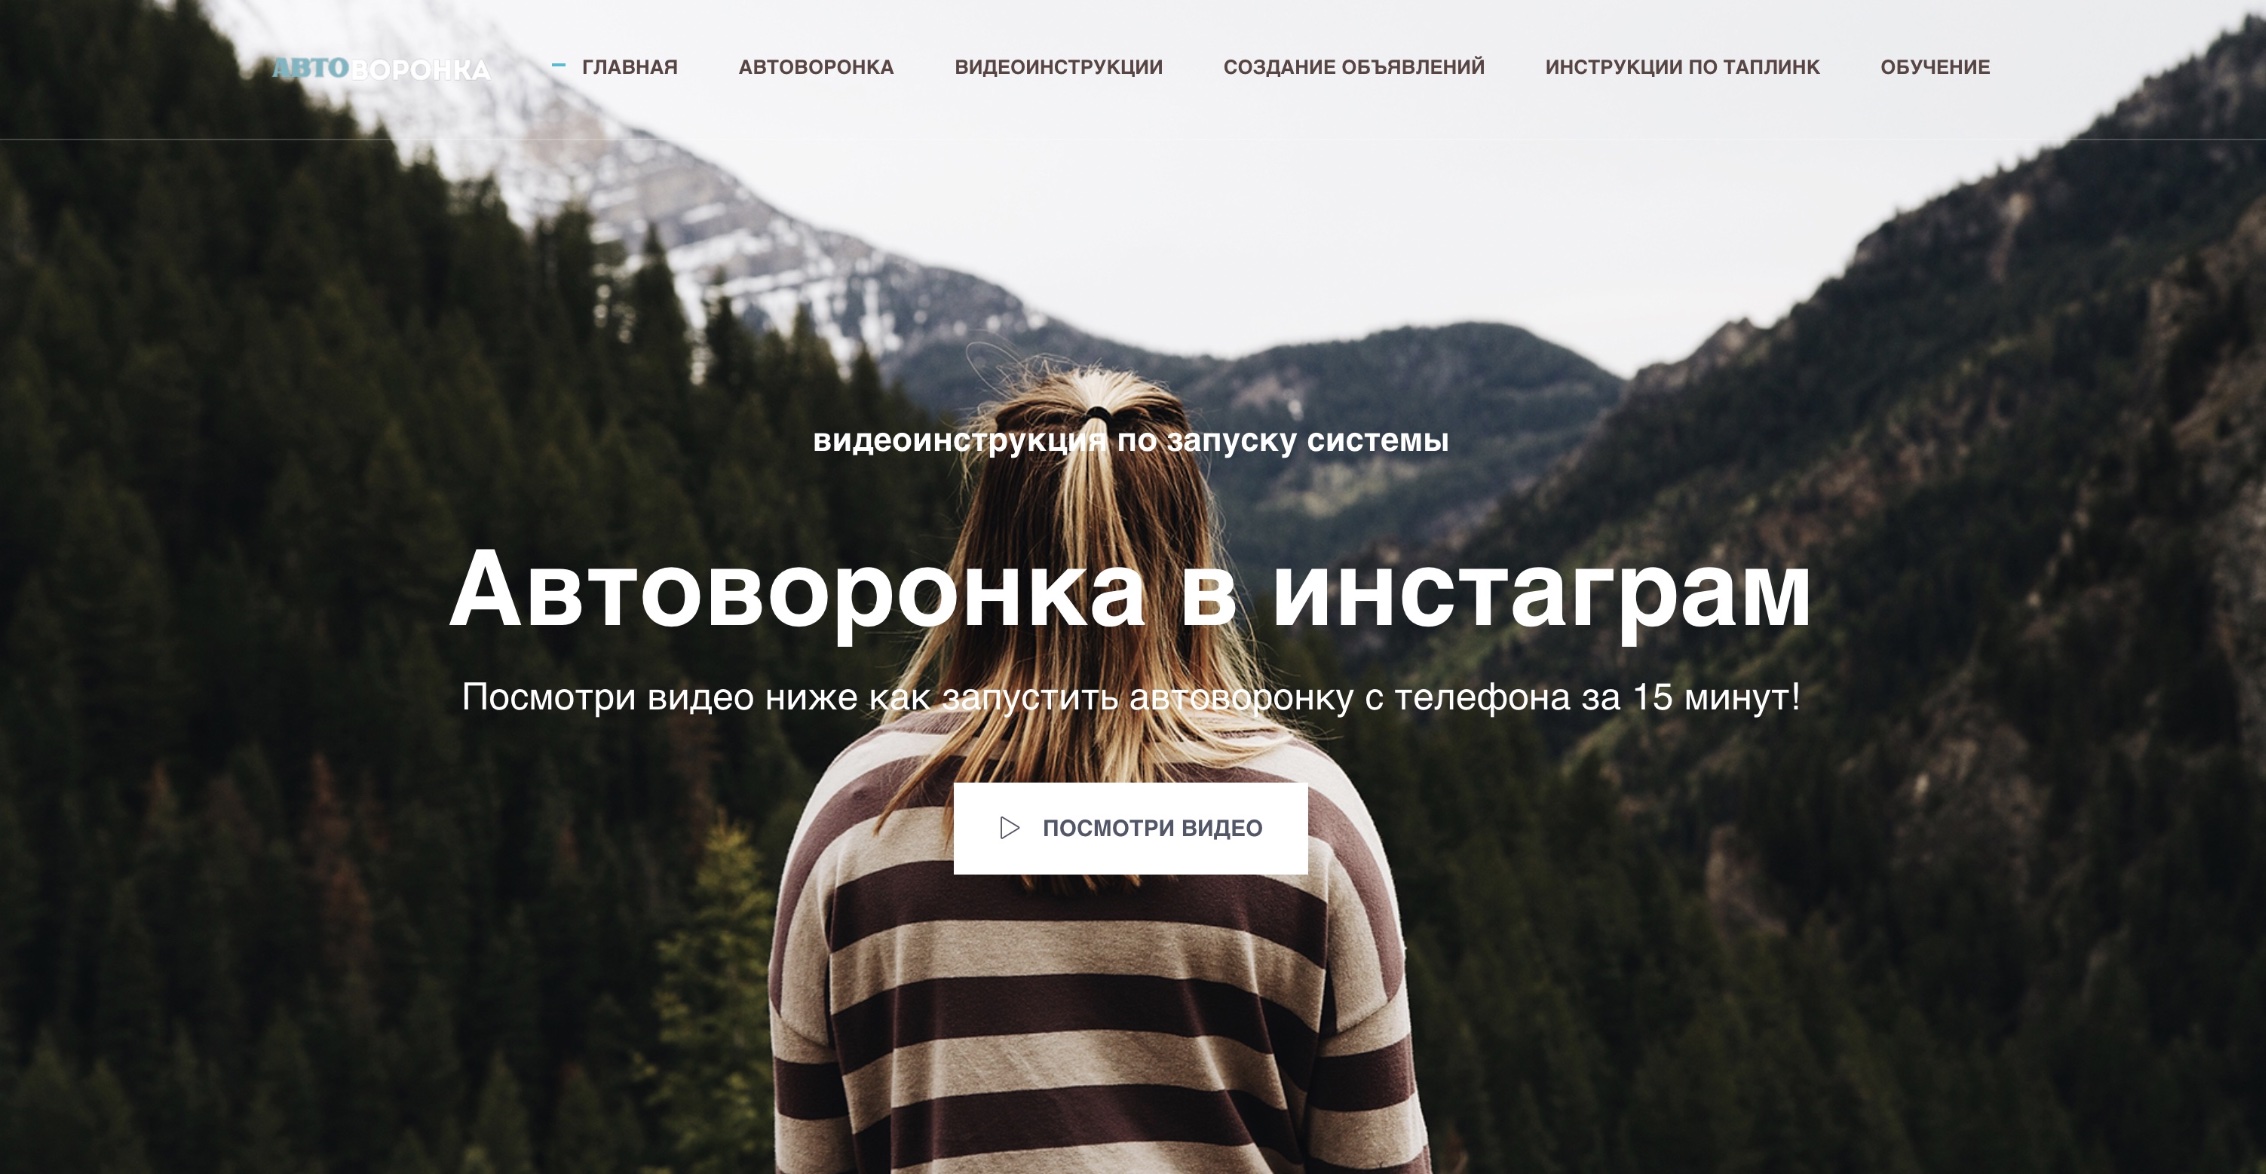 АВТОВОРОНКА
ГЛАВНАЯ
АВТОВОРОНКА
ВИДЕОИНСТРУКЦИИ
СОЗДАНИЕ ОБЪЯВЛЕНИЙ
ИНСТРУКЦИИ ПО ТАПЛИНК
ОБУЧЕНИЕ
видеоинструкция по запуску системы
Автоворонка в инстаграм
Посмотри видео ниже как запустить автоворонку с телефона за 15 минут!
ПОСМОТРИ ВИДЕО